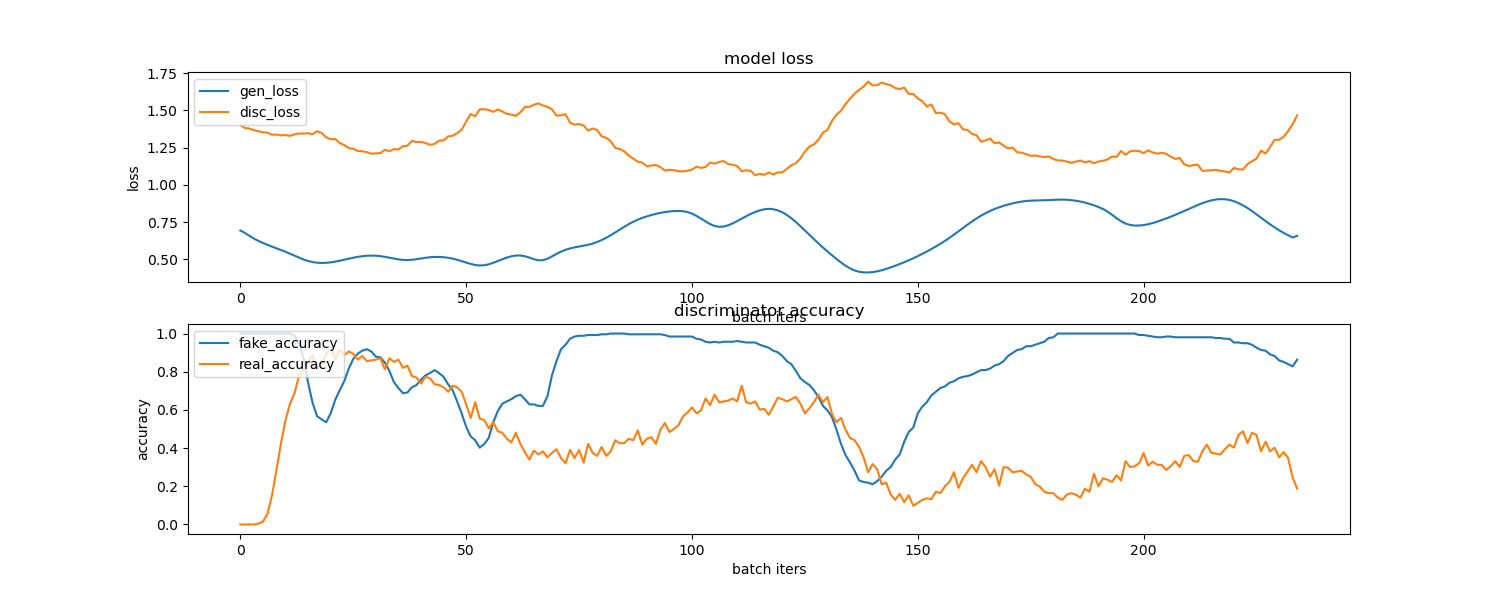 model loss
gen_loss
disc_loss
1.75
1.50
1.25
1.00
0.75
0.50
loss
0 50 100 150 200
batch iters
discriminator accuracy
fake_accuracy
real_accuracy
1.0
0.8
0.6
0.4
0.2
0.0
accuracy
0 50 100 150 200
batch iters